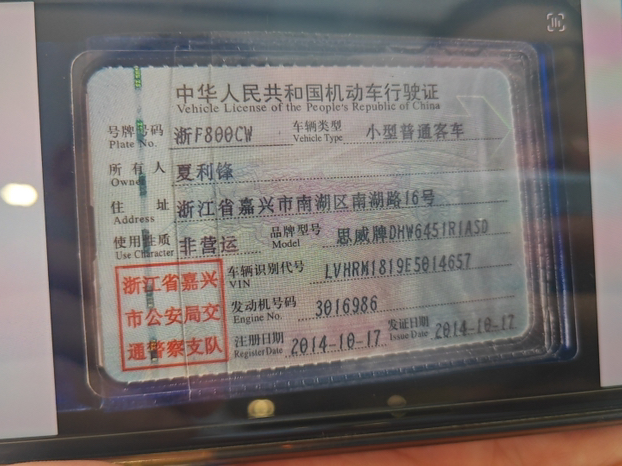 中华人民共和国机动车行驶证
Vehicle License of the People's Republic of China
号牌号码 浙F800CW 车辆类型 小型普通客车
Plate No. Vehicle Type
所有人 夏利锋
Owner
住址 浙江省嘉兴市南湖区南湖路16号
Address
使用性质 非营运 品牌型号 思威牌DHW6451R1ASD
Use Character Model
浙江省嘉兴
市公安局交
通警察支队
车辆识别代号 LVHRM1819E5014657
VIN
发动机号码 3016986
Engine No.
注册日期 2014-10-17 发证日期 2014-10-17
Register Date Issue Date